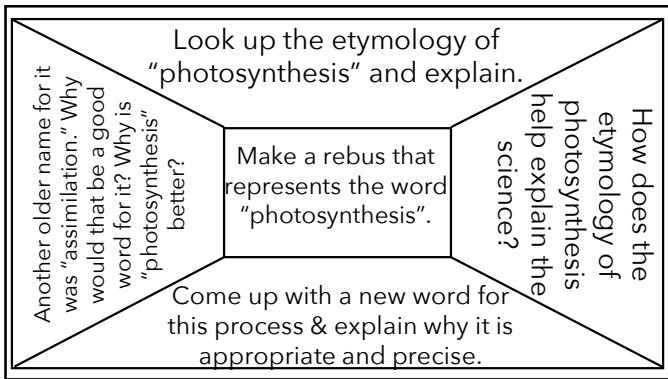 Look up the etymology of
“photosynthesis” and explain.
Another older name for it
was “assimilation.” Why
would that be a good
word for it? Why is
“photosynthesis”
better?
Make a rebus that
represents the word
“photosynthesis”.
How does the
etymology of
photosynthesis
help explain the
science?
Come up with a new word for
this process & explain why it is
appropriate and precise.